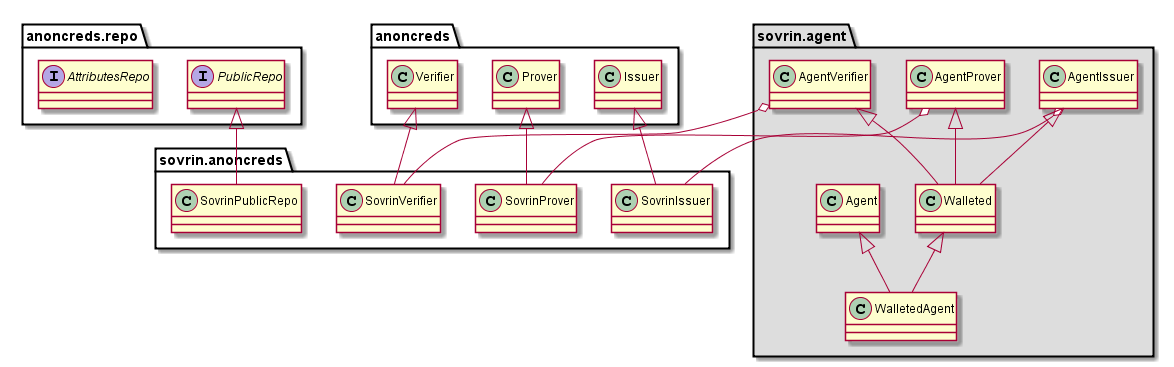 anoncreds.repo
I AttributesRepo
I PublicRepo
anoncreds
C Verifier
C Prover
C Issuer
sovrin.agent
C AgentVerifier
C AgentProver
C AgentIssuer
sovrin.anoncreds
C SovrinPublicRepo
C SovrinVerifier
C SovrinProver
C SovrinIssuer
C Agent
C Walleted
C WalletedAgent